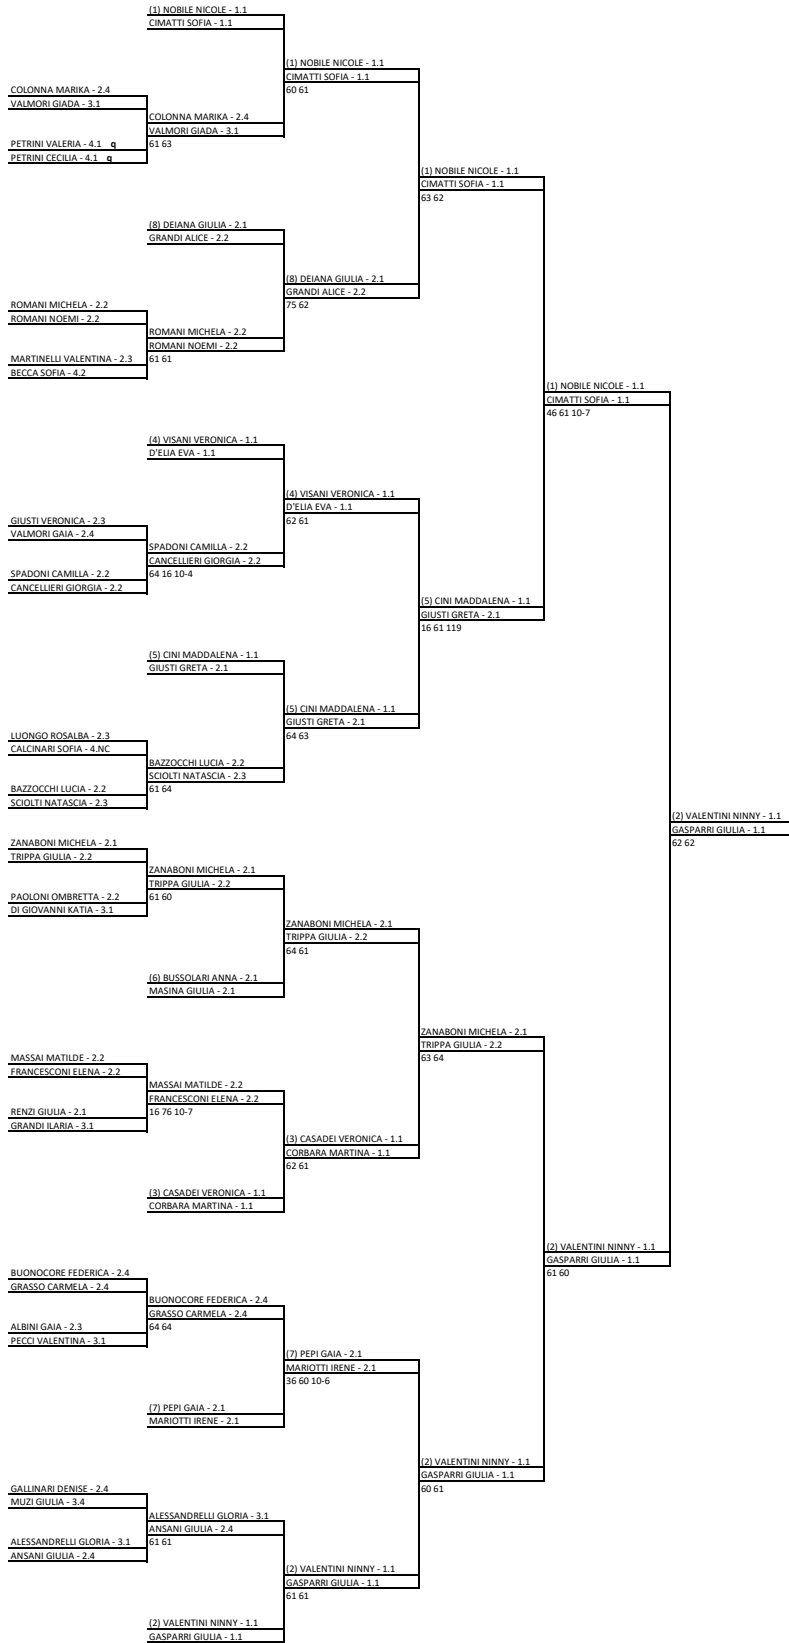 (1) NOBILE NICOLE - 1.1
CIMATTI SOFIA - 1.1
(1) NOBILE NICOLE - 1.1
CIMATTI SOFIA - 1.1
60 61
COLONNA MARIKA - 2.4
VALMORI GIADA - 3.1
COLONNA MARIKA - 2.4
VALMORI GIADA - 3.1
61 63
PETRINI VALERIA - 4.1 q
PETRINI CECILIA - 4.1 q
(1) NOBILE NICOLE - 1.1
CIMATTI SOFIA - 1.1
63 62
(8) DEIANA GIULIA - 2.1
GRANDI ALICE - 2.2
(8) DEIANA GIULIA - 2.1
GRANDI ALICE - 2.2
75 62
ROMANI MICHELA - 2.2
ROMANI NOEMI - 2.2
ROMANI MICHELA - 2.2
ROMANI NOEMI - 2.2
61 61
MARTINELLI VALENTINA - 2.3
BECCA SOFIA - 4.2
(1) NOBILE NICOLE - 1.1
CIMATTI SOFIA - 1.1
46 61 10-7
(4) VISANI VERONICA - 1.1
D'ELIA EVA - 1.1
(4) VISANI VERONICA - 1.1
D'ELIA EVA - 1.1
62 61
GIUSTI VERONICA - 2.3
VALMORI GAIA - 2.4
SPADONI CAMILLA - 2.2
CANCELLIERI GIORGIA - 2.2
64 16 10-4
SPADONI CAMILLA - 2.2
CANCELLIERI GIORGIA - 2.2
(5) CINI MADDALENA - 1.1
GIUSTI GRETA - 2.1
16 61 119
(5) CINI MADDALENA - 1.1
GIUSTI GRETA - 2.1
(5) CINI MADDALENA - 1.1
GIUSTI GRETA - 2.1
64 63
LUONGO ROSALBA - 2.3
CALCINARI SOFIA - 4.NC
BAZZOCCHI LUCIA - 2.2
SCIOLTI NATASCIA - 2.3
61 64
BAZZOCCHI LUCIA - 2.2
SCIOLTI NATASCIA - 2.3
(2) VALENTINI NINNY - 1.1
GASPARRI GIULIA - 1.1
62 62
ZANABONI MICHELA - 2.1
TRIPPA GIULIA - 2.2
ZANABONI MICHELA - 2.1
TRIPPA GIULIA - 2.2
61 60
PAOLONI OMBRETTA - 2.2
DI GIOVANNI KATIA - 3.1
ZANABONI MICHELA - 2.1
TRIPPA GIULIA - 2.2
64 61
(6) BUSSOLARI ANNA - 2.1
MASINA GIULIA - 2.1
ZANABONI MICHELA - 2.1
TRIPPA GIULIA - 2.2
63 64
MASSAI MATILDE - 2.2
FRANCESCONI ELENA - 2.2
MASSAI MATILDE - 2.2
FRANCESCONI ELENA - 2.2
16 76 10-7
RENZI GIULIA - 2.1
GRANDI ILARIA - 3.1
(3) CASADEI VERONICA - 1.1
CORBARA MARTINA - 1.1
62 61
(3) CASADEI VERONICA - 1.1
CORBARA MARTINA - 1.1
(2) VALENTINI NINNY - 1.1
GASPARRI GIULIA - 1.1
61 60
BUONOCORE FEDERICA - 2.4
GRASSO CARMELA - 2.4
BUONOCORE FEDERICA - 2.4
GRASSO CARMELA - 2.4
64 64
ALBINI GAIA - 2.3
PECCI VALENTINA - 3.1
(7) PEPI GAIA - 2.1
MARIOTTI IRENE - 2.1
36 60 10-6
(7) PEPI GAIA - 2.1
MARIOTTI IRENE - 2.1
(2) VALENTINI NINNY - 1.1
GASPARRI GIULIA - 1.1
60 61
GALLINARI DENISE - 2.4
MUZI GIULIA - 3.4
ALESSANDRELLI GLORIA - 3.1
ANSANI GIULIA - 2.4
61 61
ALESSANDRELLI GLORIA - 3.1
ANSANI GIULIA - 2.4
(2) VALENTINI NINNY - 1.1
GASPARRI GIULIA - 1.1
61 61
(2) VALENTINI NINNY - 1.1
GASPARRI GIULIA - 1.1